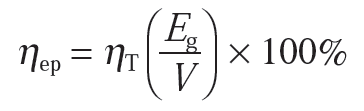 η_ep = η_T (E_g / V) × 100%